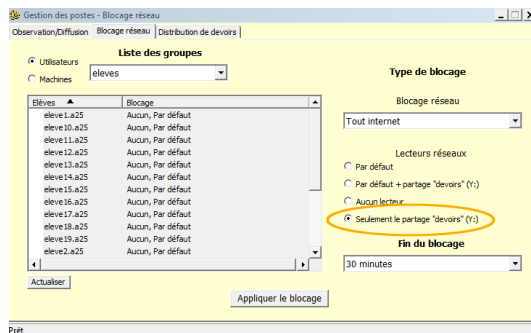 Gestion des postes - Blocage réseau
Observation/Diffusion Blocage réseau Distribution de devoirs
Liste des groupes
Utilisateurs
Machines
eleves
Elèves Blocage
eleve1.a25 Aucun, Par défaut
eleve10.a25 Aucun, Par défaut
eleve11.a25 Aucun, Par défaut
eleve12.a25 Aucun, Par défaut
eleve13.a25 Aucun, Par défaut
eleve14.a25 Aucun, Par défaut
eleve15.a25 Aucun, Par défaut
eleve16.a25 Aucun, Par défaut
eleve17.a25 Aucun, Par défaut
eleve18.a25 Aucun, Par défaut
eleve19.a25 Aucun, Par défaut
eleve2.a25 Aucun, Par défaut
Actualiser
Type de blocage
Blocage réseau
Tout internet
Lecteurs réseaux
Par défaut
Par défaut + partage "devoirs" (Y:)
Aucun lecteur
Seulement le partage "devoirs" (Y:)
Fin du blocage
30 minutes
Appliquer le blocage
Prêt